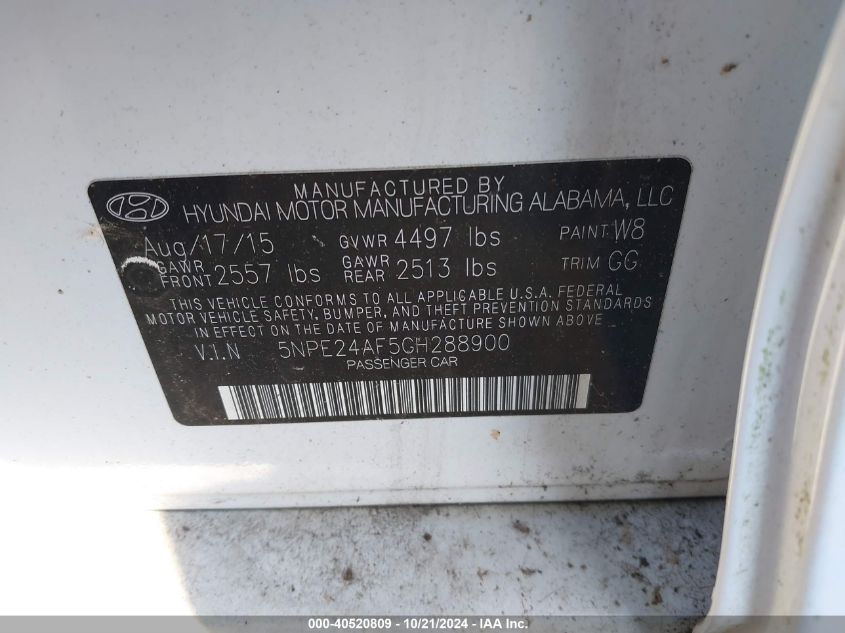 MANUFACTURED BY
HYUNDAI MOTOR MANUFACTURING ALABAMA, LLC
Aug/17/15 GVWR 4497 lbs PAINT W8
GAWR FRONT 2557 lbs GAWR REAR 2513 lbs TRIM GG
THIS VEHICLE CONFORMS TO ALL APPLICABLE U.S.A. FEDERAL
MOTOR VEHICLE SAFETY, BUMPER, AND THEFT PREVENTION STANDARDS
IN EFFECT ON THE DATE OF MANUFACTURE SHOWN ABOVE.
V.I.N 5NPE24AF5GH288900
PASSENGER CAR
000-40520809 - 10/21/2024 - IAA Inc.